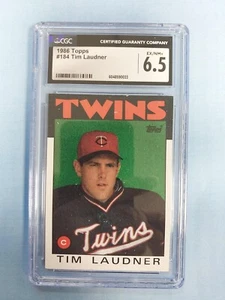 CGC
CERTIFIED GUARANTY COMPANY
1986 Topps
#184 Tim Laudner
EX/NM+
6.5
TWINS
Topps
Twins
C
TIM LAUDNER